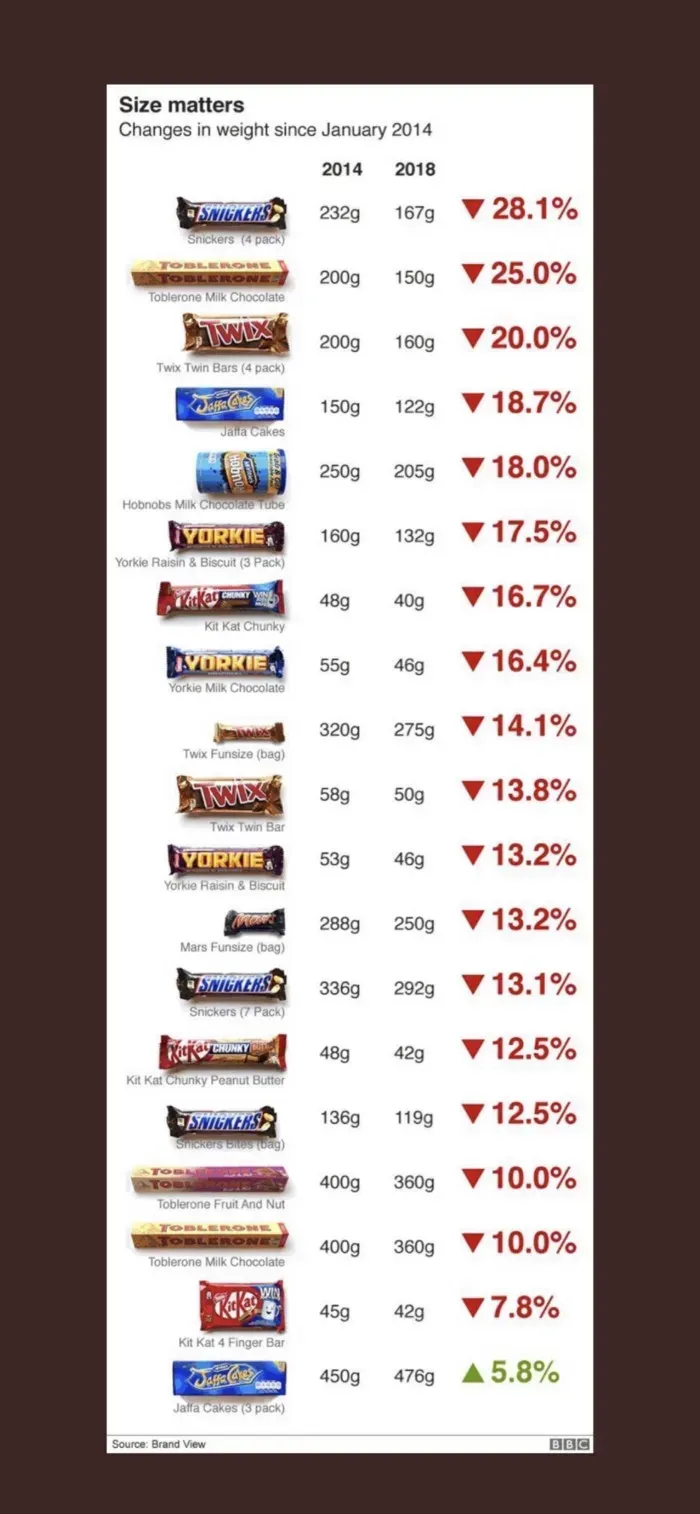 Size matters
Changes in weight since January 2014
2014 2018
SNICKERS
232g 167g ▼ 28.1%
Snickers (4 pack)
TOBLERONE
TOBLERONE
200g 150g ▼ 25.0%
Toblerone Milk Chocolate
TWIX
200g 160g ▼ 20.0%
Twix Twin Bars (4 pack)
Jaffa Cakes
150g 122g ▼ 18.7%
Jaffa Cakes
250g 205g ▼ 18.0%
Hobnobs Milk Chocolate Tube
YORKIE
160g 132g ▼ 17.5%
Yorkie Raisin & Biscuit (3 Pack)
KitKat CHUNKY WIN
48g 40g ▼ 16.7%
Kit Kat Chunky
YORKIE
55g 46g ▼ 16.4%
Yorkie Milk Chocolate
TWIX
320g 275g ▼ 14.1%
Twix Funsize (bag)
TWIX
58g 50g ▼ 13.8%
Twix Twin Bar
YORKIE
53g 46g ▼ 13.2%
Yorkie Raisin & Biscuit
Mars
288g 250g ▼ 13.2%
Mars Funsize (bag)
SNICKERS
336g 292g ▼ 13.1%
Snickers (7 Pack)
KitKat CHUNKY
48g 42g ▼ 12.5%
Kit Kat Chunky Peanut Butter
SNICKERS
136g 119g ▼ 12.5%
Snickers Bites (bag)
TOBLERONE
400g 360g ▼ 10.0%
Toblerone Fruit And Nut
TOBLERONE
TOBLERONE
400g 360g ▼ 10.0%
Toblerone Milk Chocolate
KitKat WIN
45g 42g ▼ 7.8%
Kit Kat 4 Finger Bar
Jaffa Cakes
450g 476g ▲ 5.8%
Jaffa Cakes (3 pack)
Source: Brand View
BBC